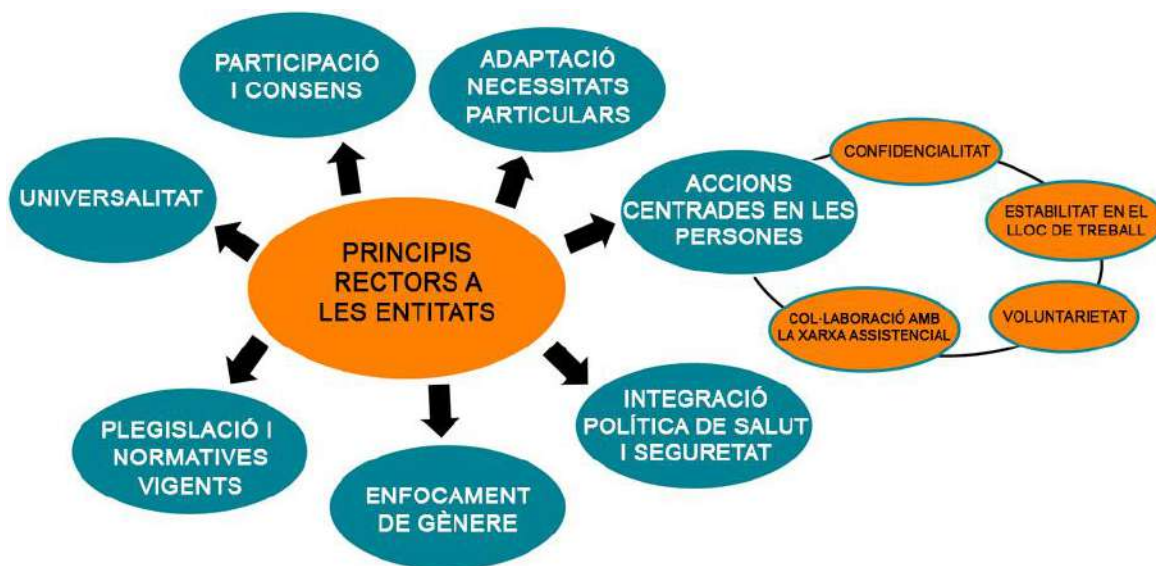 PARTICIPACIÓ
I CONSENS
ADAPTACIÓ
NECESSITATS
PARTICULARS
UNIVERSALITAT
PRINCIPIS
RECTORS A
LES ENTITATS
ACCIONS
CENTRADES EN LES
PERSONES
CONFIDENCIALITAT
ESTABILITAT EN EL
LLOC DE TREBALL
VOLUNTARIETAT
COL·LABORACIÓ AMB
LA XARXA ASSISTENCIAL
INTEGRACIÓ
POLÍTICA DE SALUT
I SEGURETAT
ENFOCAMENT
DE GÈNERE
PLEGISLACIÓ I
NORMATIVES
VIGENTS